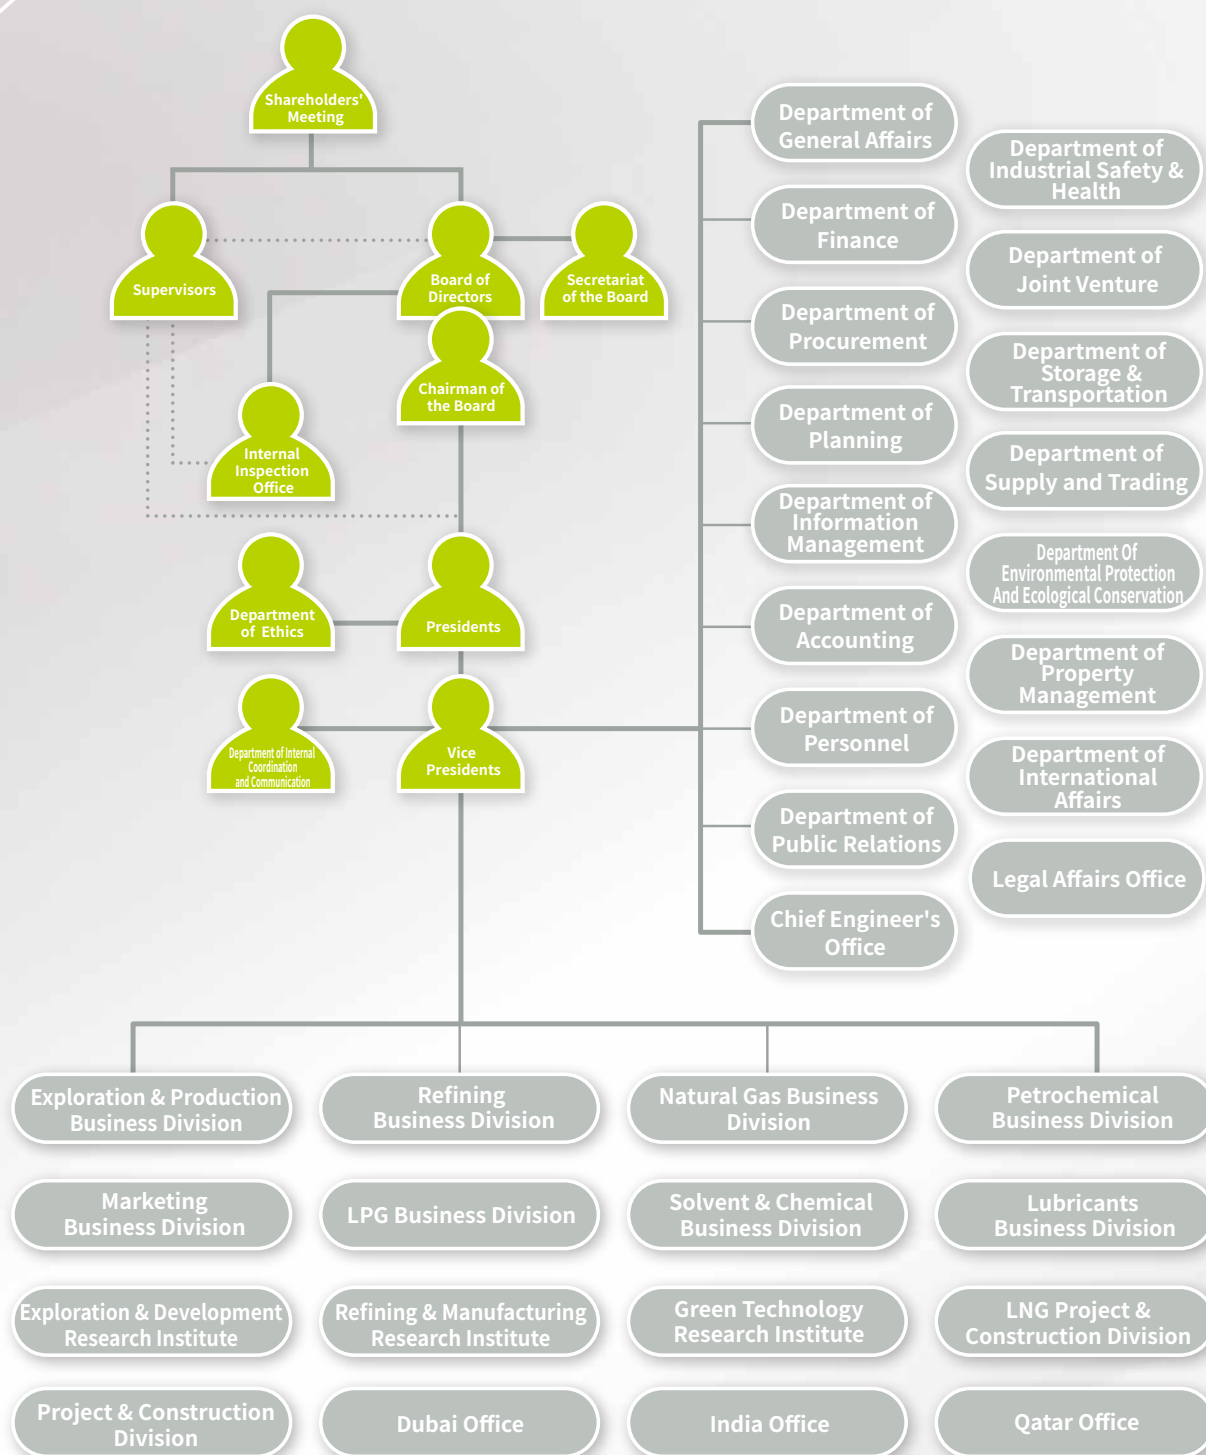 Shareholders'
Meeting
Supervisors
Board of
Directors
Secretariat
of the Board
Chairman of
the Board
Internal
Inspection
Office
Department
of Ethics
Presidents
Department of Internal
Coordination
and Communication
Vice
Presidents
Department of
General Affairs
Department of
Finance
Department of
Procurement
Department of
Planning
Department of
Information
Management
Department of
Accounting
Department of
Personnel
Department of
Public Relations
Chief Engineer's
Office
Department of
Industrial Safety &
Health
Department of
Joint Venture
Department of
Storage &
Transportation
Department of
Supply and Trading
Department Of
Environmental Protection
And Ecological Conservation
Department of
Property
Management
Department of
International
Affairs
Legal Affairs Office
Exploration & Production
Business Division
Refining
Business Division
Natural Gas Business
Division
Petrochemical
Business Division
Marketing
Business Division
LPG Business Division
Solvent & Chemical
Business Division
Lubricants
Business Division
Exploration & Development
Research Institute
Refining & Manufacturing
Research Institute
Green Technology
Research Institute
LNG Project &
Construction Division
Project & Construction
Division
Dubai Office
India Office
Qatar Office